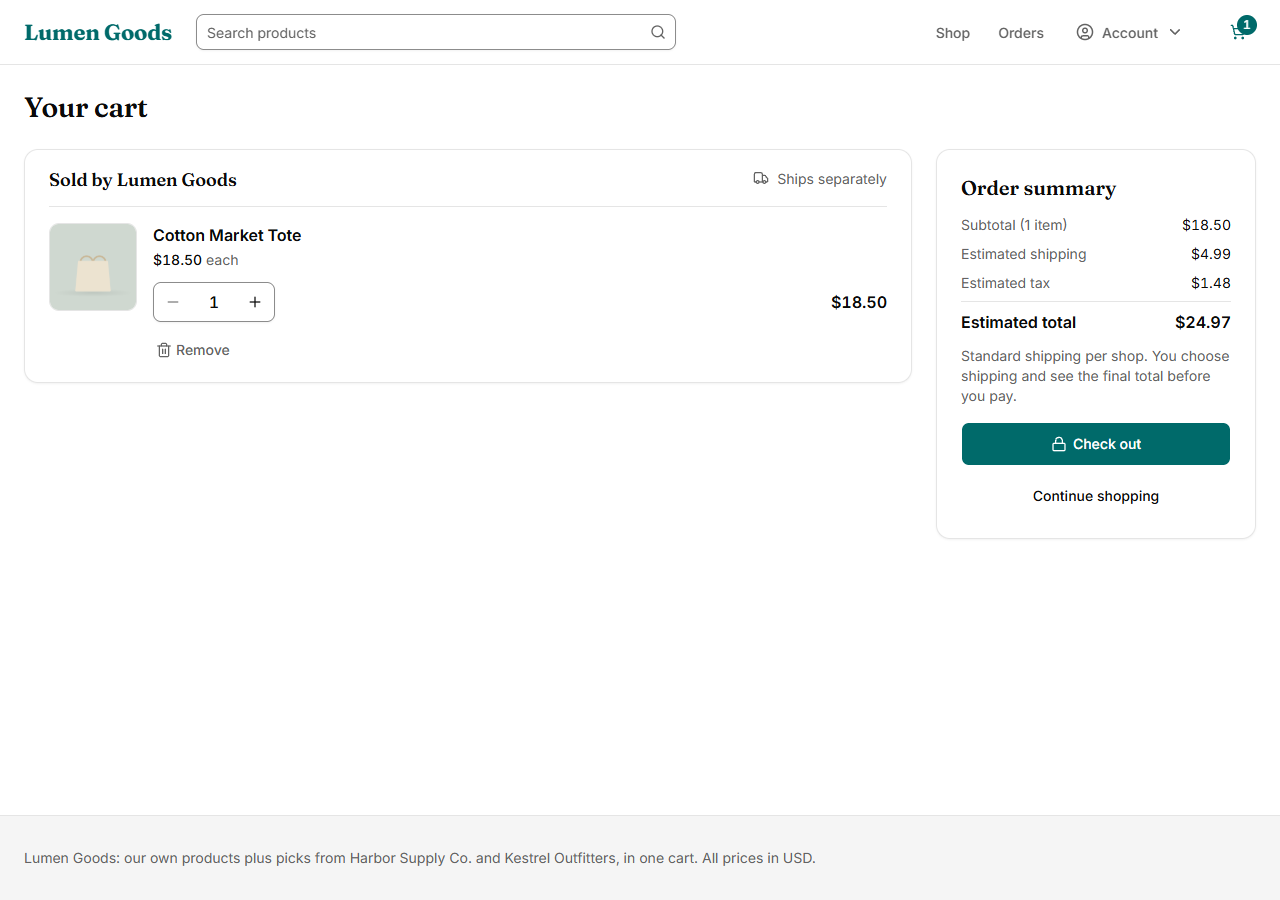 Lumen Goods
Search products
Shop
Orders
Account
1
Your cart
Sold by Lumen Goods
Ships separately
Cotton Market Tote
$18.50 each
1
$18.50
Remove
Order summary
Subtotal (1 item) $18.50
Estimated shipping $4.99
Estimated tax $1.48
Estimated total $24.97
Standard shipping per shop. You choose
shipping and see the final total before
you pay.
Check out
Continue shopping
Lumen Goods: our own products plus picks from Harbor Supply Co. and Kestrel Outfitters, in one cart. All prices in USD.